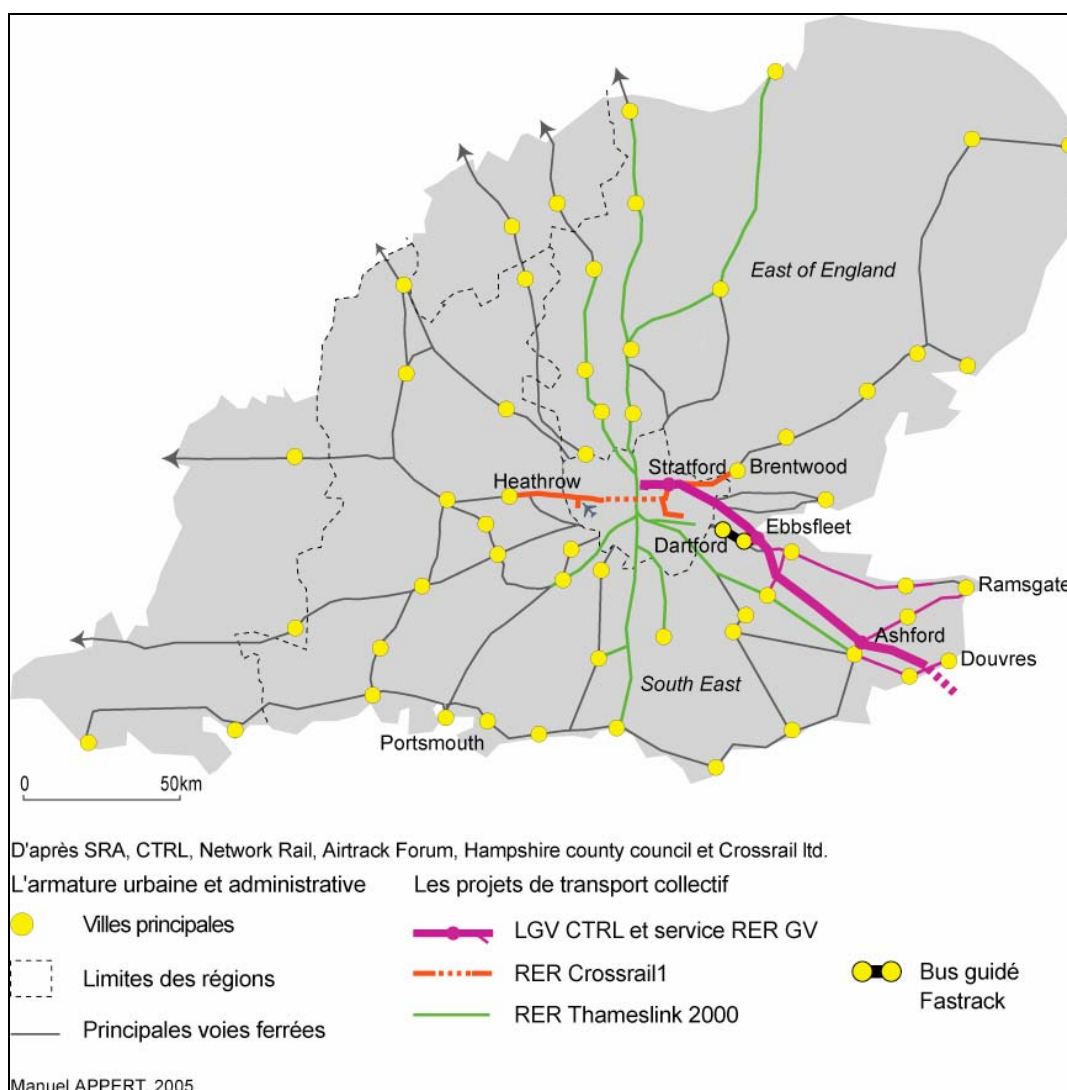 East of England
Heathrow
Stratford
Brentwood
Dartford
Ebbsfleet
Ramsgate
Ashford
Douvres
South East
Portsmouth
0 50km
D'après SRA, CTRL, Network Rail, Airtrack Forum, Hampshire county council et Crossrail ltd.
L'armature urbaine et administrative
Villes principales
Limites des régions
Principales voies ferrées
Les projets de transport collectif
LGV CTRL et service RER GV
RER Crossrail1
RER Thameslink 2000
Bus guidé
Fastrack
Manuel APPERT, 2005